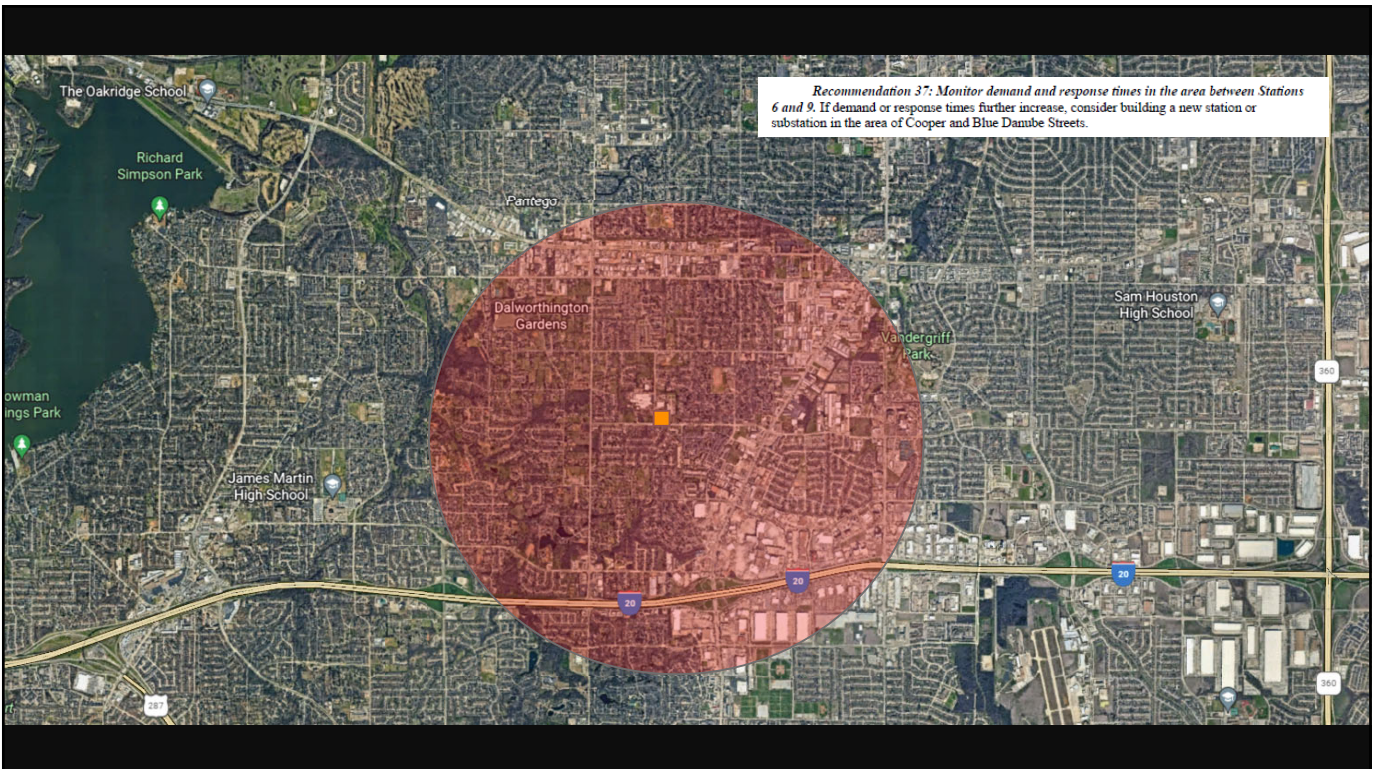 The Oakridge School
Richard
Simpson Park
Recommendation 37: Monitor demand and response times in the area between Stations
6 and 9. If demand or response times further increase, consider building a new station or
substation in the area of Cooper and Blue Danube Streets.
Pantego
Dalworthington
Gardens
Sam Houston
High School
Vandergriff
Park
360
owman
ings Park
James Martin
High School
20
20
20
287
360
rt